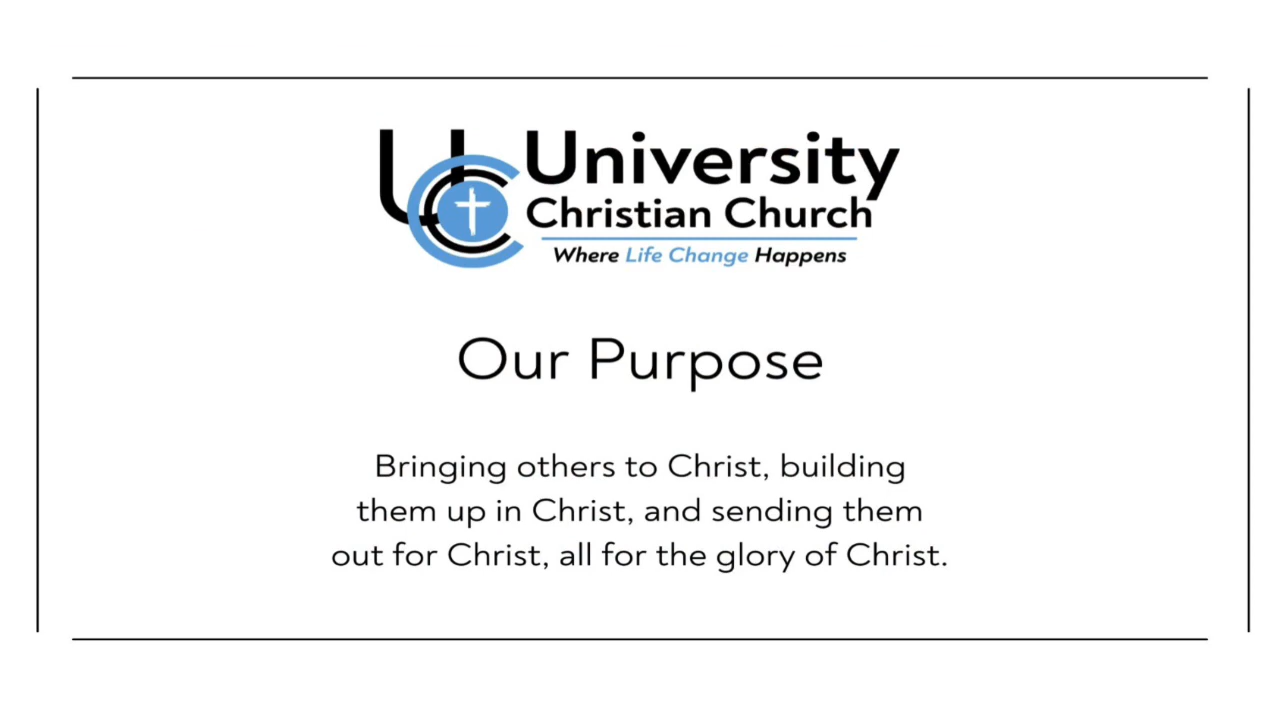 UCC
University
Christian Church
Where Life Change Happens
Our Purpose
Bringing others to Christ, building
them up in Christ, and sending them
out for Christ, all for the glory of Christ.